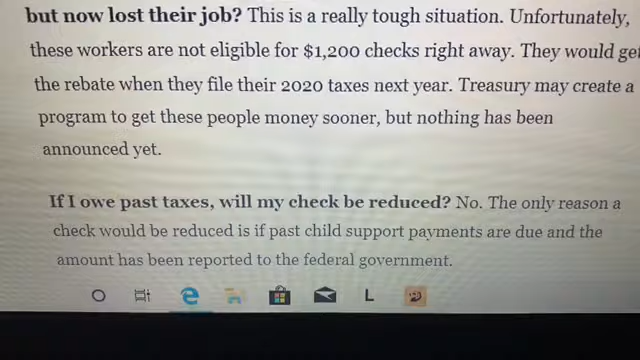 but now lost their job? This is a really tough situation. Unfortunately,
these workers are not eligible for $1,200 checks right away. They would get
the rebate when they file their 2020 taxes next year. Treasury may create a
program to get these people money sooner, but nothing has been
announced yet.
If I owe past taxes, will my check be reduced? No. The only reason a
check would be reduced is if past child support payments are due and the
amount has been reported to the federal government.
L